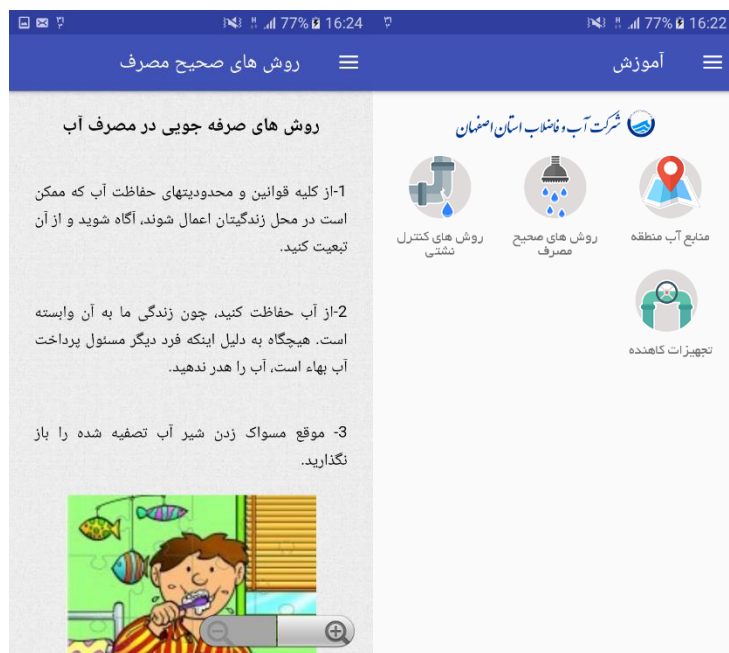 16:24 77%
روش های صحیح مصرف
روش های صرفه جویی در مصرف آب
1-از کلیه قوانین و محدودیتهای حفاظت آب که ممکن
است در محل زندگیتان اعمال شوند، آگاه شوید و از آن
تبعیت کنید.
2-از آب حفاظت کنید، چون زندگی ما به آن وابسته
است. هیچگاه به دلیل اینکه فرد دیگر مسئول پرداخت
آب بهاء است، آب را هدر ندهید.
3- موقع مسواک زدن شیر آب تصفیه شده را باز
نگذارید.
16:22 77%
آموزش
شرکت آب و فاضلاب استان اصفهان
منابع آب منطقه
روش های صحیح
مصرف
روش های کنترل
نشتی
تجهیزات کاهنده